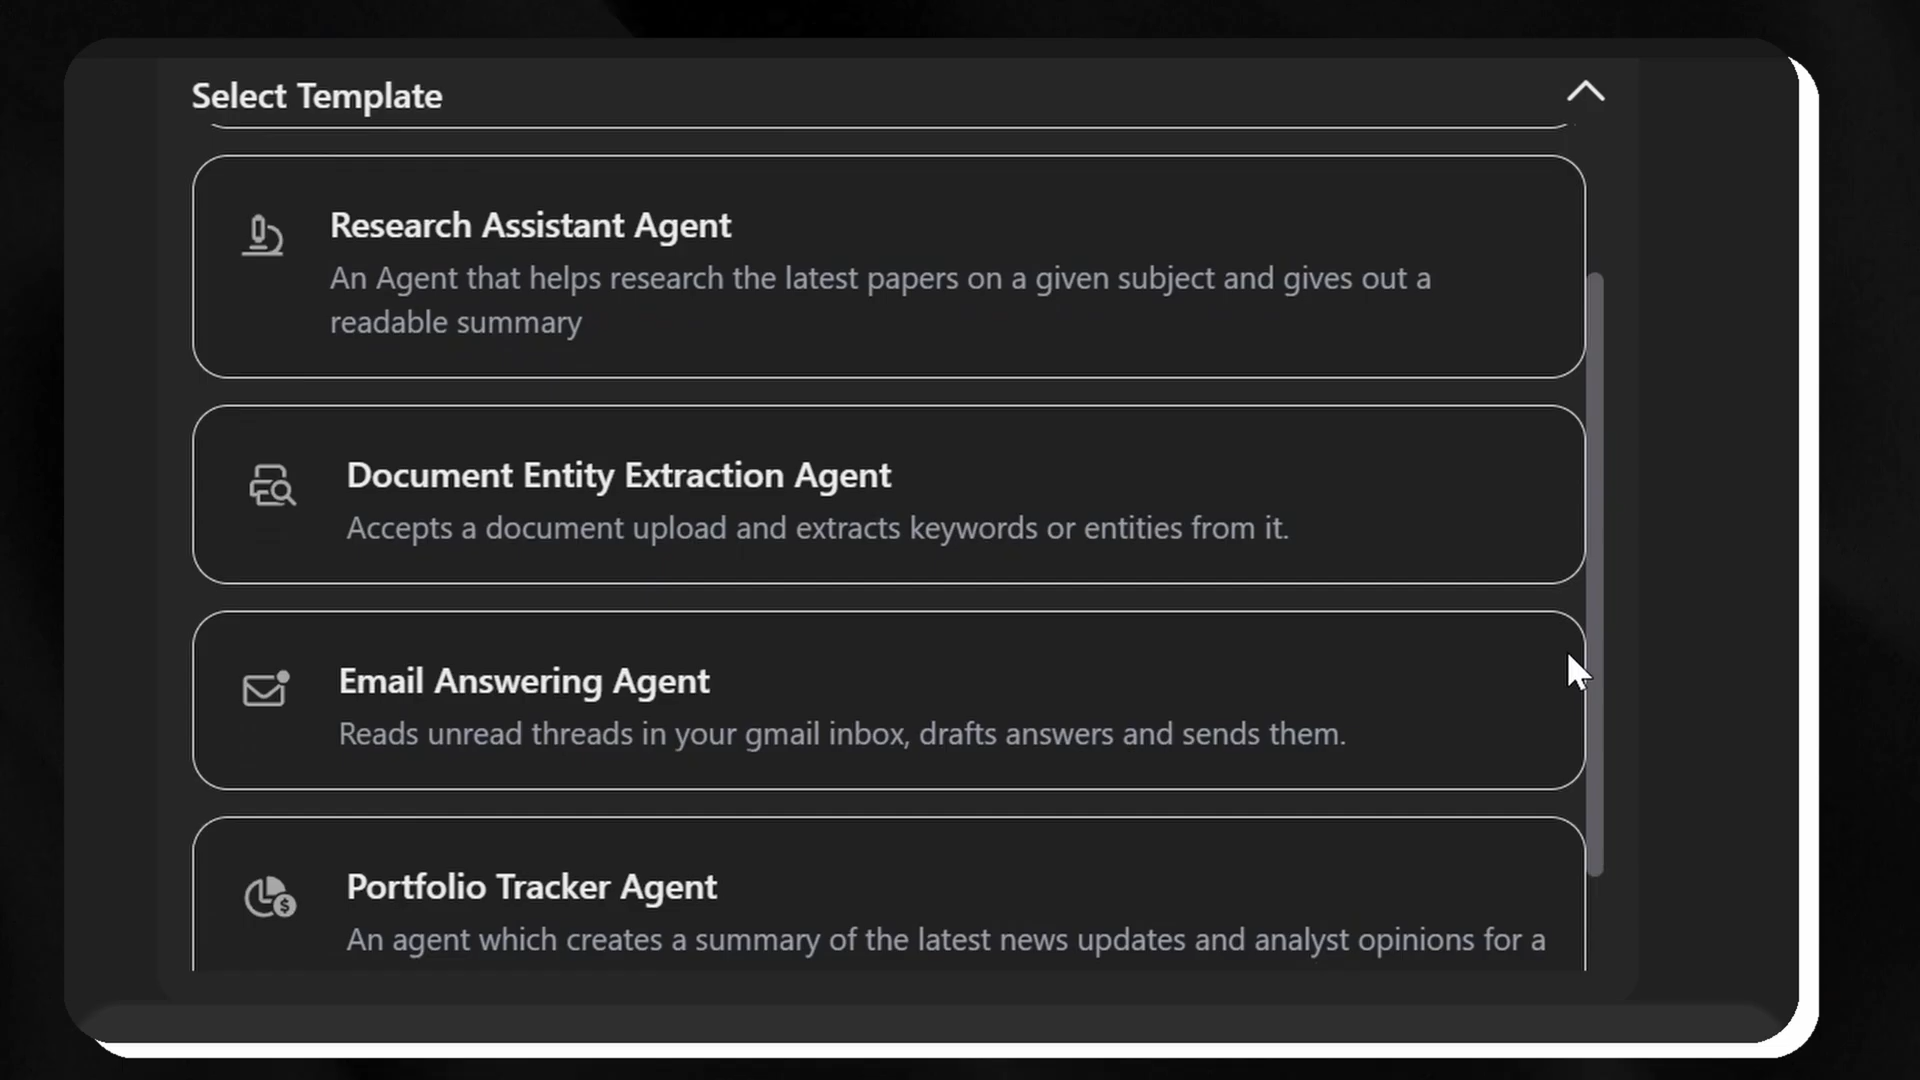 Select Template
Research Assistant Agent
An Agent that helps research the latest papers on a given subject and gives out a
readable summary
Document Entity Extraction Agent
Accepts a document upload and extracts keywords or entities from it.
Email Answering Agent
Reads unread threads in your gmail inbox, drafts answers and sends them.
Portfolio Tracker Agent
An agent which creates a summary of the latest news updates and analyst opinions for a